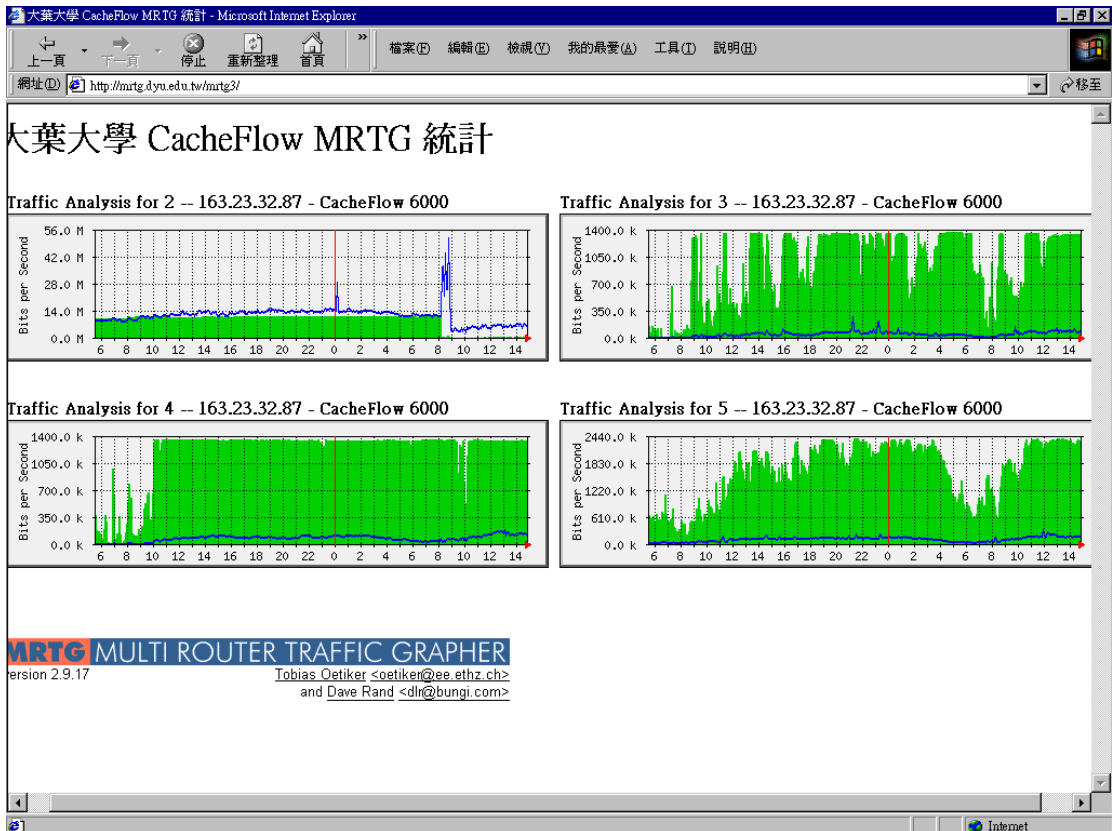 大葉大學 CacheFlow MRTG 統計 - Microsoft Internet Explorer
上一頁 下一頁 停止 重新整理 首頁 » 檔案(F) 編輯(E) 檢視(V) 我的最愛(A) 工具(T) 說明(H)
網址(D) http://mrtg.dyu.edu.tw/mrtg3/ 移至
大葉大學 CacheFlow MRTG 統計
Traffic Analysis for 2 -- 163.23.32.87 - CacheFlow 6000
Bits per Second
56.0 M
42.0 M
28.0 M
14.0 M
0.0 M
6 8 10 12 14 16 18 20 22 0 2 4 6 8 10 12 14
Traffic Analysis for 3 -- 163.23.32.87 - CacheFlow 6000
Bits per Second
1400.0 k
1050.0 k
700.0 k
350.0 k
0.0 k
6 8 10 12 14 16 18 20 22 0 2 4 6 8 10 12 14
Traffic Analysis for 4 -- 163.23.32.87 - CacheFlow 6000
Bits per Second
1400.0 k
1050.0 k
700.0 k
350.0 k
0.0 k
6 8 10 12 14 16 18 20 22 0 2 4 6 8 10 12 14
Traffic Analysis for 5 -- 163.23.32.87 - CacheFlow 6000
Bits per Second
2440.0 k
1830.0 k
1220.0 k
610.0 k
0.0 k
6 8 10 12 14 16 18 20 22 0 2 4 6 8 10 12 14
MRTG MULTI ROUTER TRAFFIC GRAPHER
ersion 2.9.17 Tobias Oetiker <oetiker@ee.ethz.ch>
and Dave Rand <dlr@bungi.com>
Internet